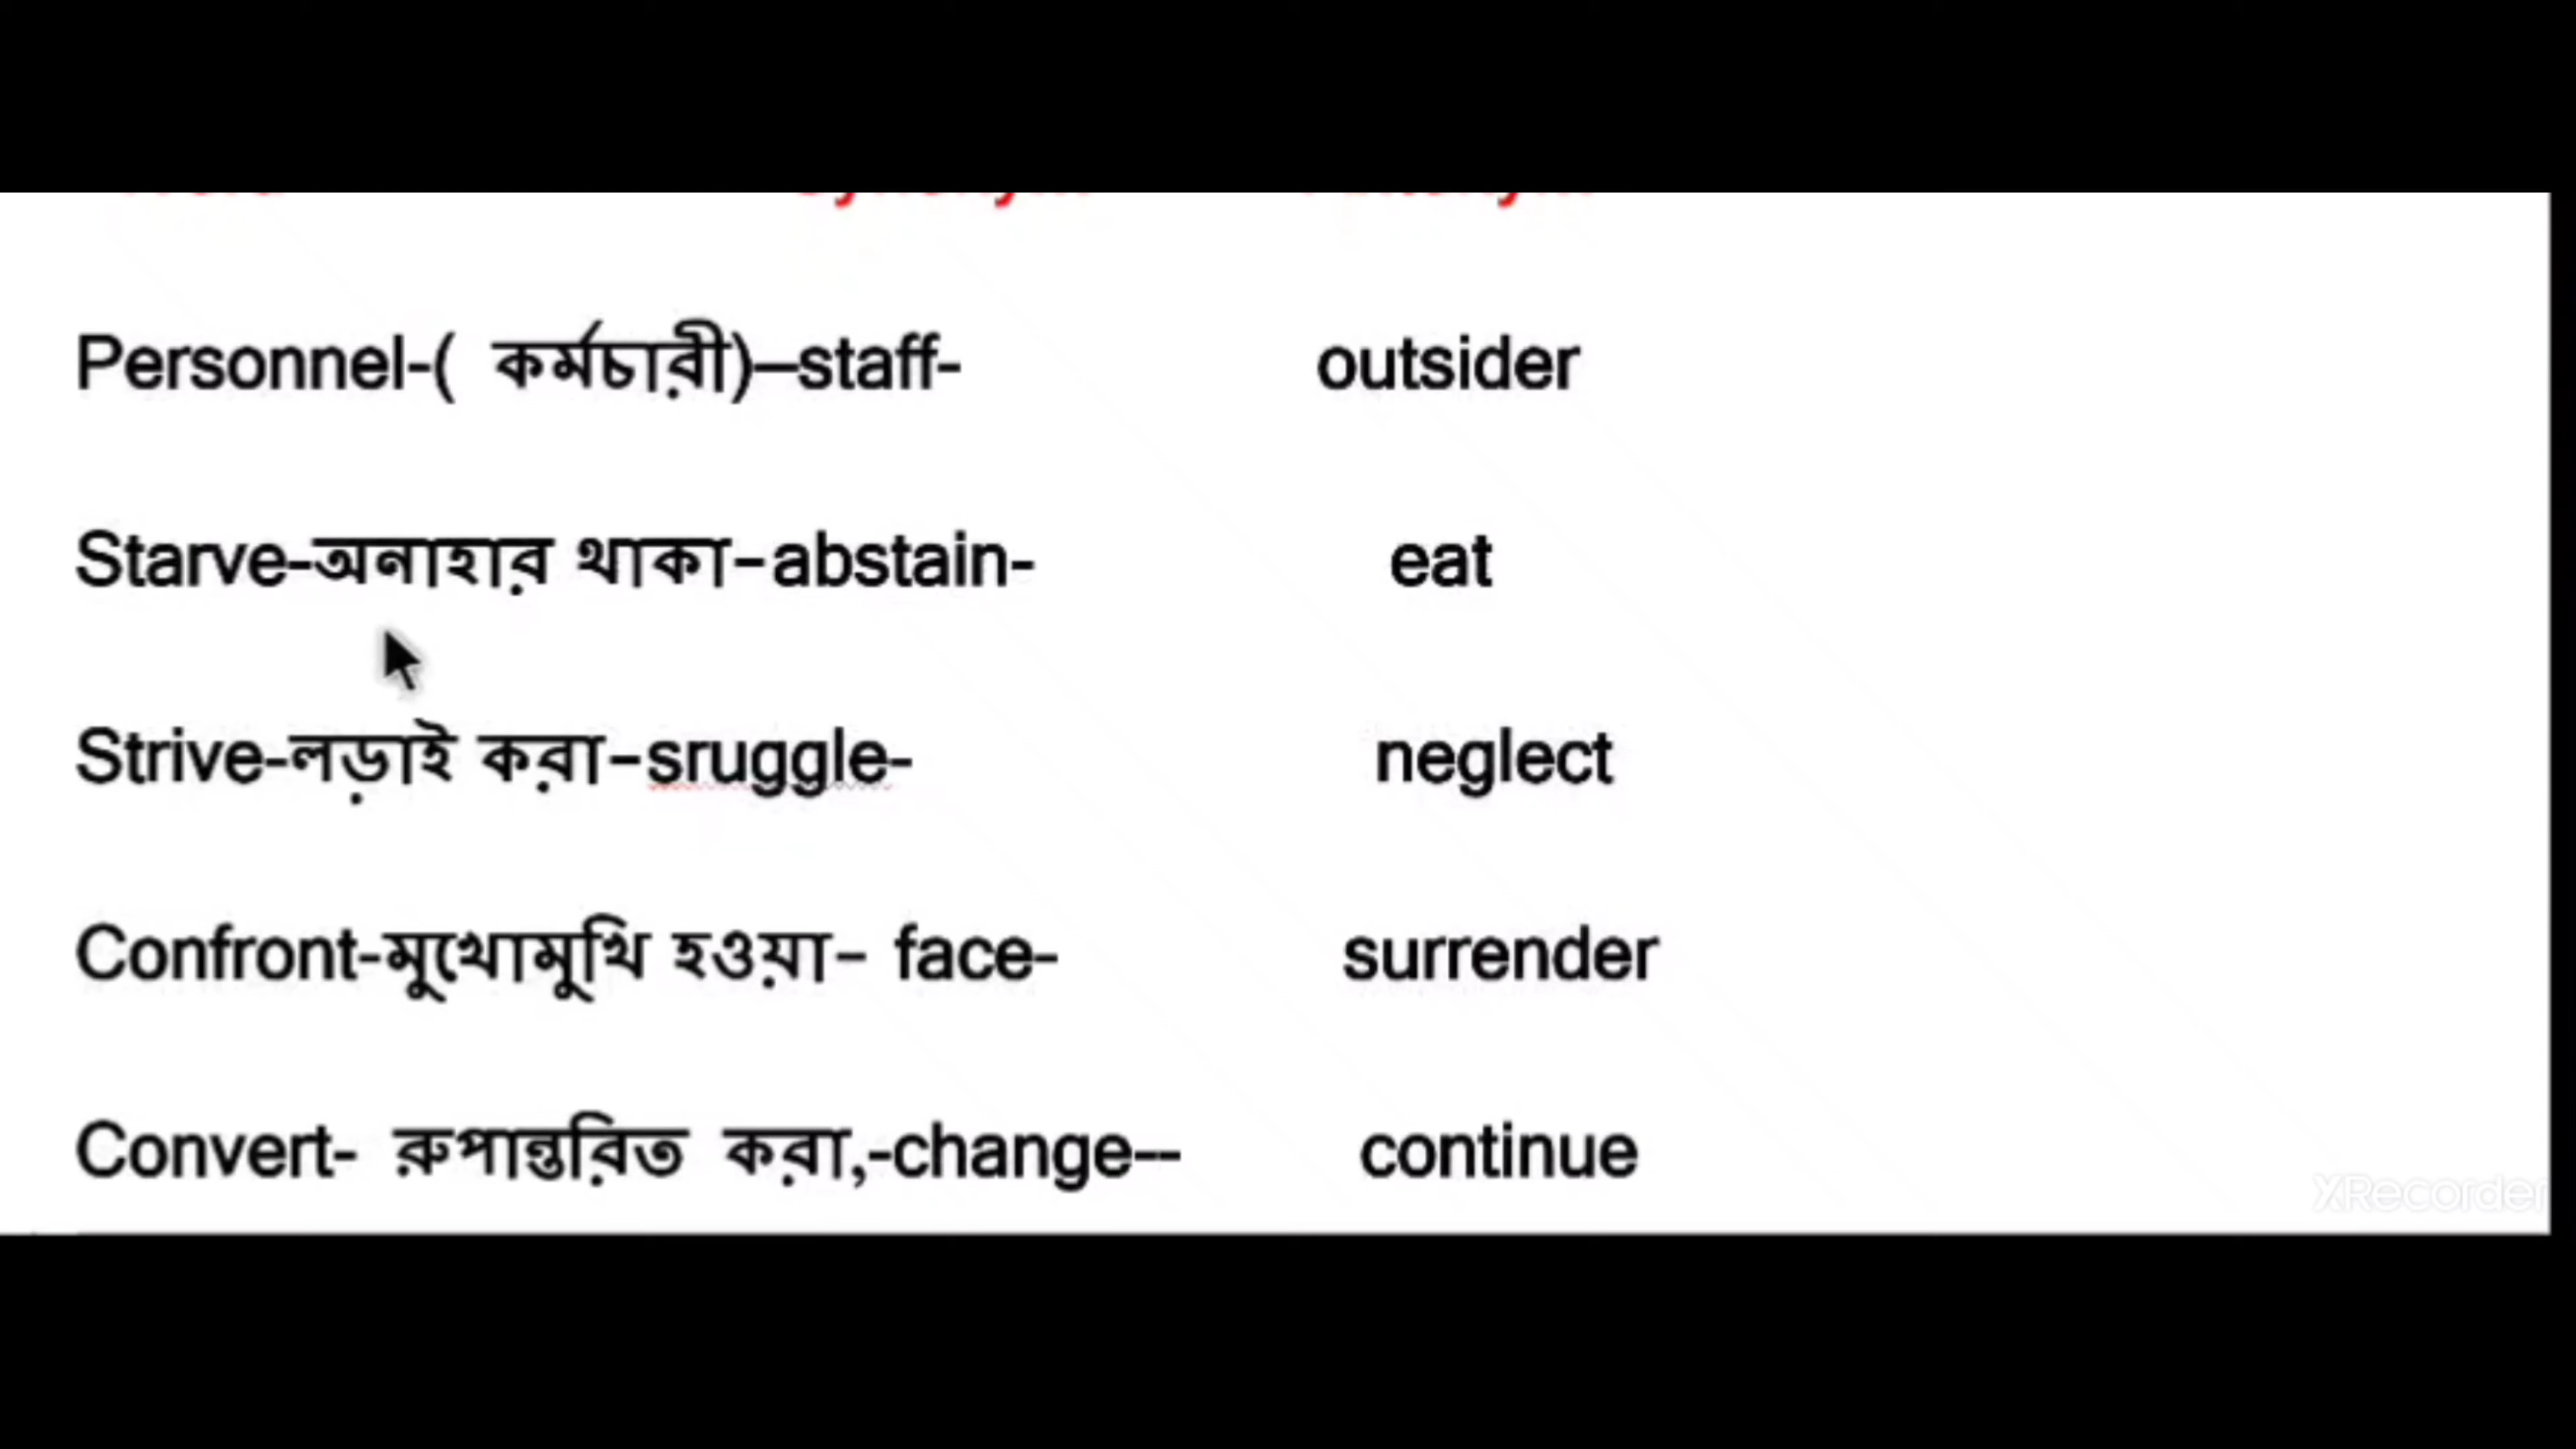 Personnel-( কর্মচারী)–staff- outsider
Starve-অনাহার থাকা-abstain- eat
Strive-লড়াই করা-sruggle- neglect
Confront-মুখোমুখি হওয়া- face- surrender
Convert- রুপান্তরিত করা,-change-- continue
XRecorder